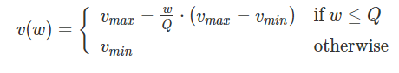 v(w) = { v_max − w/Q · (v_max − v_min) if w ≤ Q
v_min otherwise